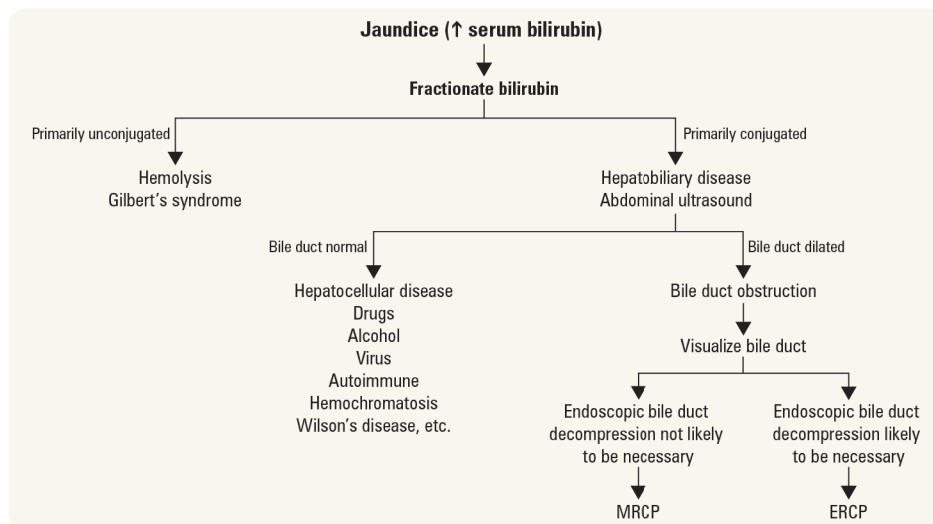 Jaundice (↑ serum bilirubin)
Fractionate bilirubin
Primarily unconjugated
Primarily conjugated
Hemolysis
Gilbert's syndrome
Hepatobiliary disease
Abdominal ultrasound
Bile duct normal
Bile duct dilated
Hepatocellular disease
Drugs
Alcohol
Virus
Autoimmune
Hemochromatosis
Wilson's disease, etc.
Bile duct obstruction
Visualize bile duct
Endoscopic bile duct
decompression not likely
to be necessary
Endoscopic bile duct
decompression likely
to be necessary
MRCP
ERCP